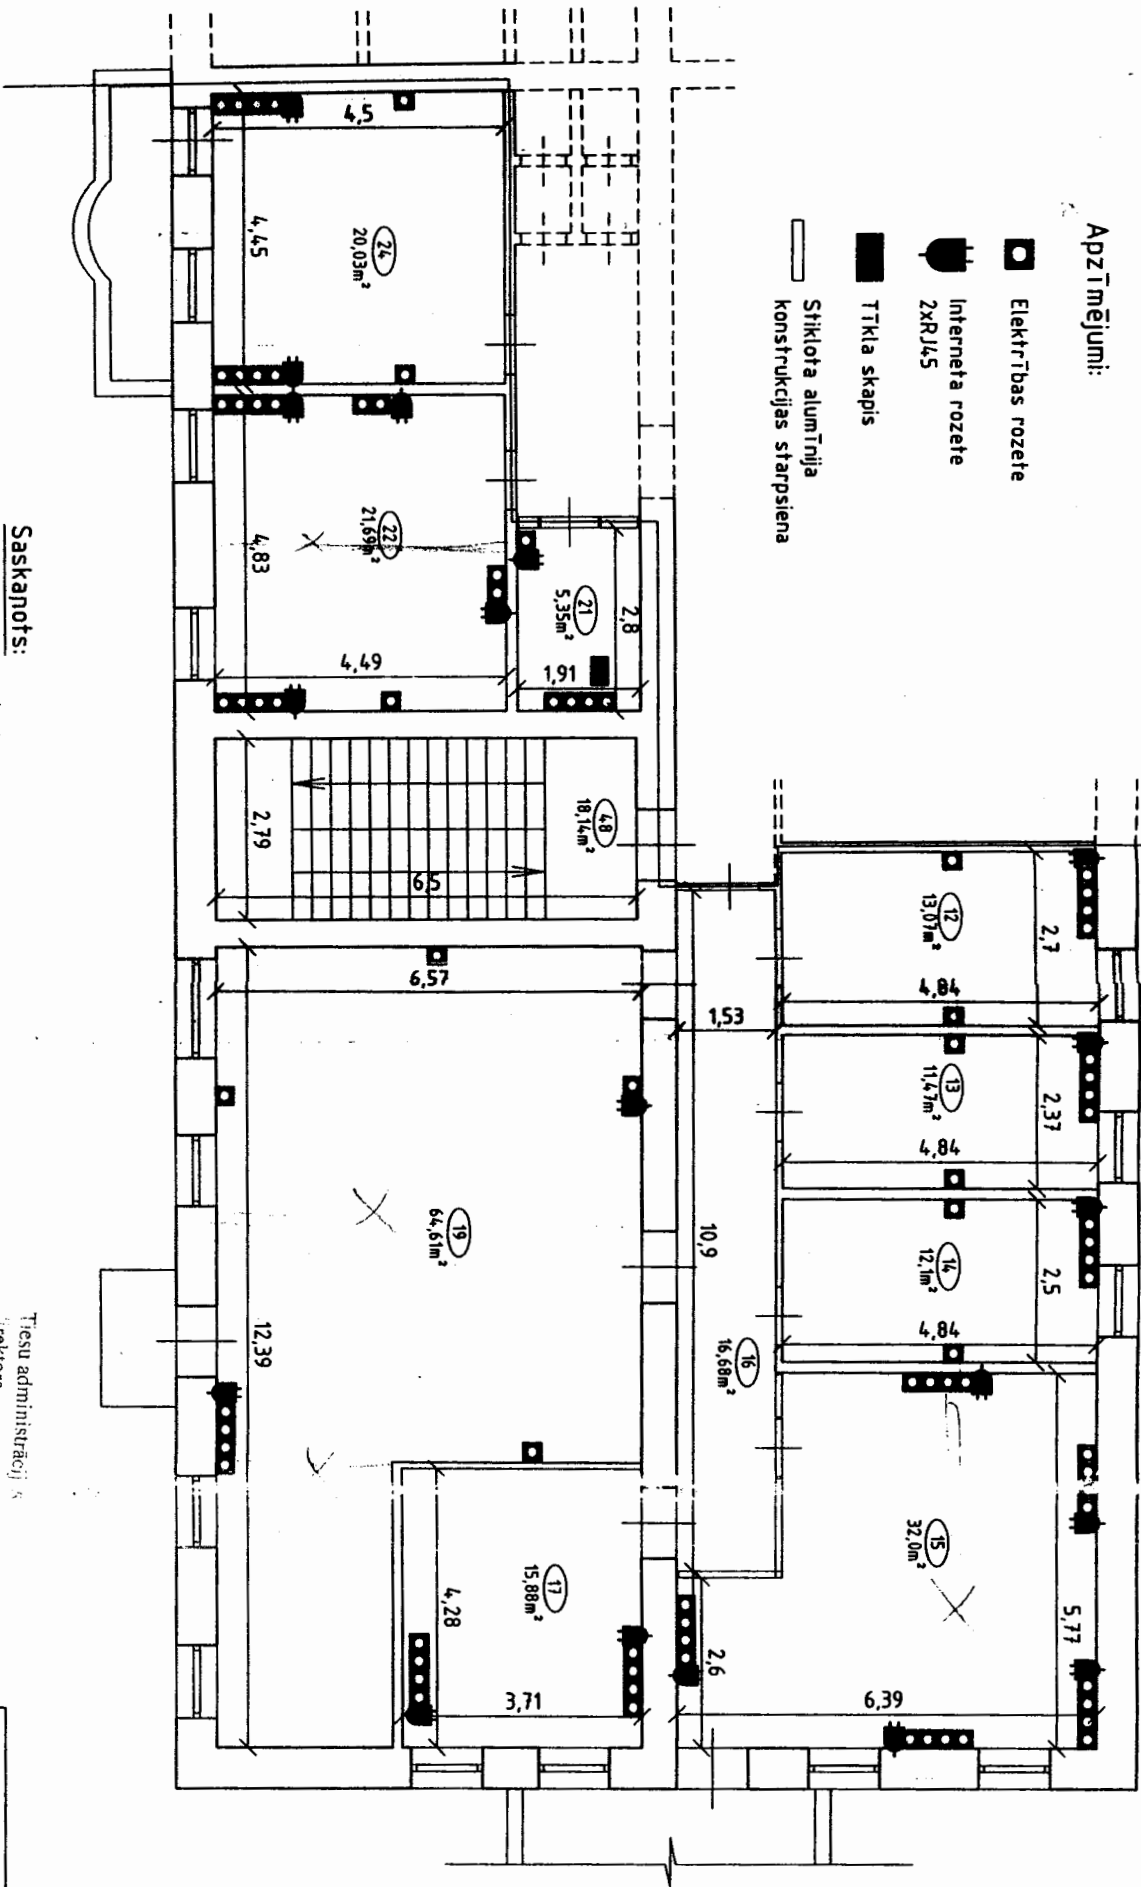 Apzīmējumi:
Elektrības rozete
Interneta rozete
2xRJ45
Tīkla skapis
Stiklota alumīnija
konstrukcijas starpsiena
12
13,07m²
2,7
4,84
13
11,47m²
2,37
4,84
14
12,1m²
2,5
4,84
15
32,0m²
5,77
6,39
2,6
16
16,68m²
1,53
10,9
21
5,35m²
2,8
1,91
48
18,14m²
2,79
6,5
24
20,03m²
4,5
4,45
22
21,69m²
4,83
4,49
19
64,61m²
6,57
12,39
17
15,88m²
4,28
3,71
Saskaņots:
Tiesu administrācijas